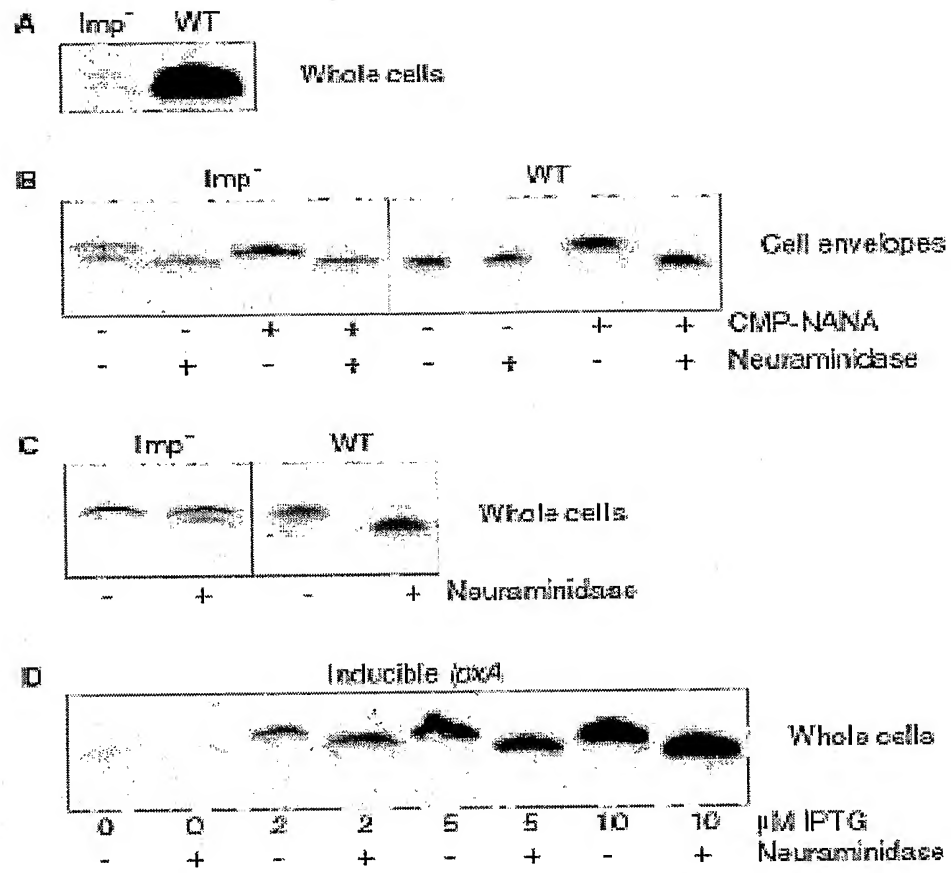 A Imp⁻ WT
Whole cells
B Imp⁻ WT
Cell envelopes
- - + + - - + + CMP-NANA
- + - + - + - + Neuraminidase
C Imp⁻ WT
Whole cells
- + - + Neuraminidase
D Inducible lpxA
Whole cells
0 0 2 2 5 5 10 10 µM IPTG
- + - + - + - + Neuraminidase